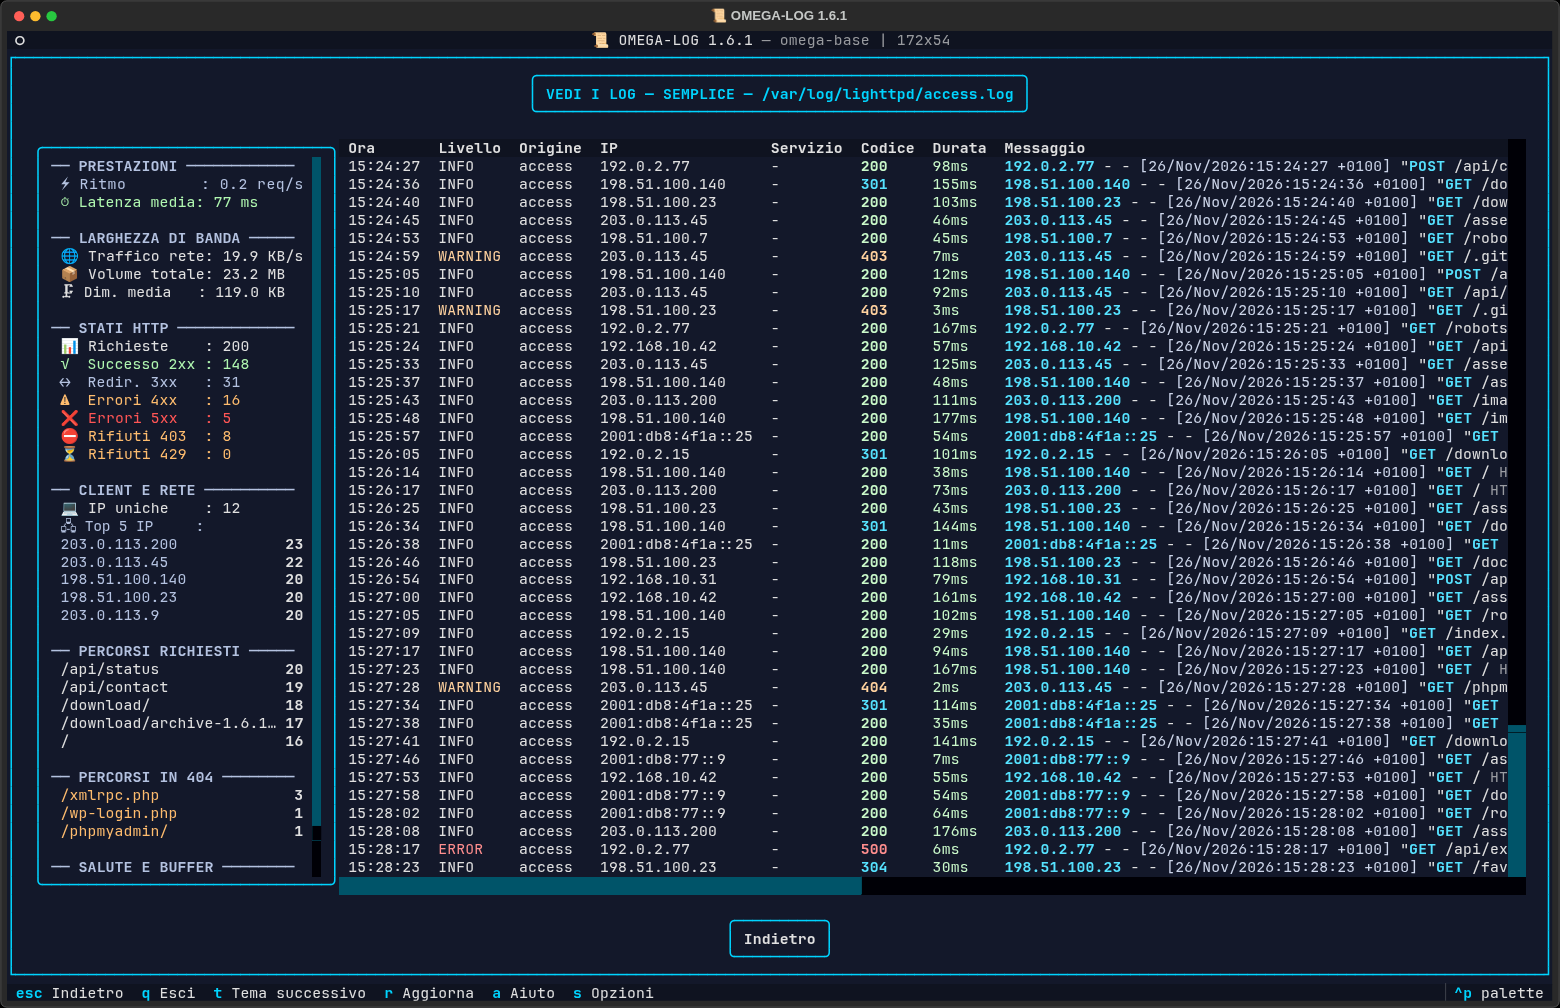 📜 OMEGA-LOG 1.6.1
📜 OMEGA-LOG 1.6.1 — omega-base | 172x54
VEDI I LOG — SEMPLICE — /var/log/lighttpd/access.log
── PRESTAZIONI ────────────
⚡ Ritmo : 0.2 req/s
⏱ Latenza media: 77 ms
── LARGHEZZA DI BANDA ─────
🌐 Traffico rete: 19.9 KB/s
📦 Volume totale: 23.2 MB
🗜 Dim. media : 119.0 KB
── STATI HTTP ─────────────
📊 Richieste : 200
√ Successo 2xx : 148
↔ Redir. 3xx : 31
⚠ Errori 4xx : 16
❌ Errori 5xx : 5
⛔ Rifiuti 403 : 8
⏳ Rifiuti 429 : 0
── CLIENT E RETE ──────────
💻 IP uniche : 12
🖧 Top 5 IP :
203.0.113.200 23
203.0.113.45 22
198.51.100.140 20
198.51.100.23 20
203.0.113.9 20
── PERCORSI RICHIESTI ─────
/api/status 20
/api/contact 19
/download/ 18
/download/archive-1.6.1… 17
/ 16
── PERCORSI IN 404 ────────
/xmlrpc.php 3
/wp-login.php 1
/phpmyadmin/ 1
── SALUTE E BUFFER ────────
Ora Livello Origine IP Servizio Codice Durata Messaggio
15:24:27 INFO access 192.0.2.77 - 200 98ms 192.0.2.77 - - [26/Nov/2026:15:24:27 +0100] "POST /api/c
15:24:36 INFO access 198.51.100.140 - 301 155ms 198.51.100.140 - - [26/Nov/2026:15:24:36 +0100] "GET /do
15:24:40 INFO access 198.51.100.23 - 200 103ms 198.51.100.23 - - [26/Nov/2026:15:24:40 +0100] "GET /dow
15:24:45 INFO access 203.0.113.45 - 200 46ms 203.0.113.45 - - [26/Nov/2026:15:24:45 +0100] "GET /asse
15:24:53 INFO access 198.51.100.7 - 200 45ms 198.51.100.7 - - [26/Nov/2026:15:24:53 +0100] "GET /robo
15:24:59 WARNING access 203.0.113.45 - 403 7ms 203.0.113.45 - - [26/Nov/2026:15:24:59 +0100] "GET /.git
15:25:05 INFO access 198.51.100.140 - 200 12ms 198.51.100.140 - - [26/Nov/2026:15:25:05 +0100] "POST /a
15:25:10 INFO access 203.0.113.45 - 200 92ms 203.0.113.45 - - [26/Nov/2026:15:25:10 +0100] "GET /api/
15:25:17 WARNING access 198.51.100.23 - 403 3ms 198.51.100.23 - - [26/Nov/2026:15:25:17 +0100] "GET /.gi
15:25:21 INFO access 192.0.2.77 - 200 167ms 192.0.2.77 - - [26/Nov/2026:15:25:21 +0100] "GET /robots
15:25:24 INFO access 192.168.10.42 - 200 57ms 192.168.10.42 - - [26/Nov/2026:15:25:24 +0100] "GET /api
15:25:33 INFO access 203.0.113.45 - 200 125ms 203.0.113.45 - - [26/Nov/2026:15:25:33 +0100] "GET /asse
15:25:37 INFO access 198.51.100.140 - 200 48ms 198.51.100.140 - - [26/Nov/2026:15:25:37 +0100] "GET /as
15:25:43 INFO access 203.0.113.200 - 200 111ms 203.0.113.200 - - [26/Nov/2026:15:25:43 +0100] "GET /ima
15:25:48 INFO access 198.51.100.140 - 200 177ms 198.51.100.140 - - [26/Nov/2026:15:25:48 +0100] "GET /im
15:25:57 INFO access 2001:db8:4f1a::25 - 200 54ms 2001:db8:4f1a::25 - - [26/Nov/2026:15:25:57 +0100] "GET
15:26:05 INFO access 192.0.2.15 - 301 101ms 192.0.2.15 - - [26/Nov/2026:15:26:05 +0100] "GET /downlo
15:26:14 INFO access 198.51.100.140 - 200 38ms 198.51.100.140 - - [26/Nov/2026:15:26:14 +0100] "GET / H
15:26:17 INFO access 203.0.113.200 - 200 73ms 203.0.113.200 - - [26/Nov/2026:15:26:17 +0100] "GET / HT
15:26:25 INFO access 198.51.100.23 - 200 43ms 198.51.100.23 - - [26/Nov/2026:15:26:25 +0100] "GET /ass
15:26:34 INFO access 198.51.100.140 - 301 144ms 198.51.100.140 - - [26/Nov/2026:15:26:34 +0100] "GET /do
15:26:38 INFO access 2001:db8:4f1a::25 - 200 11ms 2001:db8:4f1a::25 - - [26/Nov/2026:15:26:38 +0100] "GET
15:26:46 INFO access 198.51.100.23 - 200 118ms 198.51.100.23 - - [26/Nov/2026:15:26:46 +0100] "GET /doc
15:26:54 INFO access 192.168.10.31 - 200 79ms 192.168.10.31 - - [26/Nov/2026:15:26:54 +0100] "POST /ap
15:27:00 INFO access 192.168.10.42 - 200 161ms 192.168.10.42 - - [26/Nov/2026:15:27:00 +0100] "GET /ass
15:27:05 INFO access 198.51.100.140 - 200 102ms 198.51.100.140 - - [26/Nov/2026:15:27:05 +0100] "GET /ro
15:27:09 INFO access 192.0.2.15 - 200 29ms 192.0.2.15 - - [26/Nov/2026:15:27:09 +0100] "GET /index.
15:27:17 INFO access 198.51.100.140 - 200 94ms 198.51.100.140 - - [26/Nov/2026:15:27:17 +0100] "GET /ap
15:27:23 INFO access 198.51.100.140 - 200 167ms 198.51.100.140 - - [26/Nov/2026:15:27:23 +0100] "GET / H
15:27:28 WARNING access 203.0.113.45 - 404 2ms 203.0.113.45 - - [26/Nov/2026:15:27:28 +0100] "GET /phpm
15:27:34 INFO access 2001:db8:4f1a::25 - 301 114ms 2001:db8:4f1a::25 - - [26/Nov/2026:15:27:34 +0100] "GET
15:27:38 INFO access 2001:db8:4f1a::25 - 200 35ms 2001:db8:4f1a::25 - - [26/Nov/2026:15:27:38 +0100] "GET
15:27:41 INFO access 192.0.2.15 - 200 141ms 192.0.2.15 - - [26/Nov/2026:15:27:41 +0100] "GET /downlo
15:27:46 INFO access 2001:db8:77::9 - 200 7ms 2001:db8:77::9 - - [26/Nov/2026:15:27:46 +0100] "GET /as
15:27:53 INFO access 192.168.10.42 - 200 55ms 192.168.10.42 - - [26/Nov/2026:15:27:53 +0100] "GET / HT
15:27:58 INFO access 2001:db8:77::9 - 200 54ms 2001:db8:77::9 - - [26/Nov/2026:15:27:58 +0100] "GET /do
15:28:02 INFO access 2001:db8:77::9 - 200 64ms 2001:db8:77::9 - - [26/Nov/2026:15:28:02 +0100] "GET /ro
15:28:08 INFO access 203.0.113.200 - 200 176ms 203.0.113.200 - - [26/Nov/2026:15:28:08 +0100] "GET /ass
15:28:17 ERROR access 192.0.2.77 - 500 6ms 192.0.2.77 - - [26/Nov/2026:15:28:17 +0100] "GET /api/ex
15:28:23 INFO access 198.51.100.23 - 304 30ms 198.51.100.23 - - [26/Nov/2026:15:28:23 +0100] "GET /fav
Indietro
esc Indietro q Esci t Tema successivo r Aggiorna a Aiuto s Opzioni ^p palette